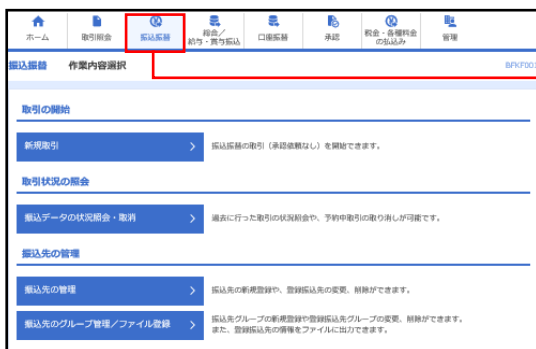 ホーム
取引照会
振込振替
総合/
給与・賞与振込
口座振替
承認
税金・各種料金
の払込み
管理
振込振替 作業内容選択
BFKF001
取引の開始
新規取引
振込振替の取引（承認依頼なし）を開始できます。
取引状況の照会
振込データの状況照会・取消
過去に行った取引の状況照会や、予約中取引の取り消しが可能です。
振込先の管理
振込先の管理
振込先の新規登録や、登録振込先の変更、削除ができます。
振込先のグループ管理／ファイル登録
振込先グループの新規登録や登録振込先グループの変更、削除ができます。
また、登録振込先の情報をファイルに出力できます。